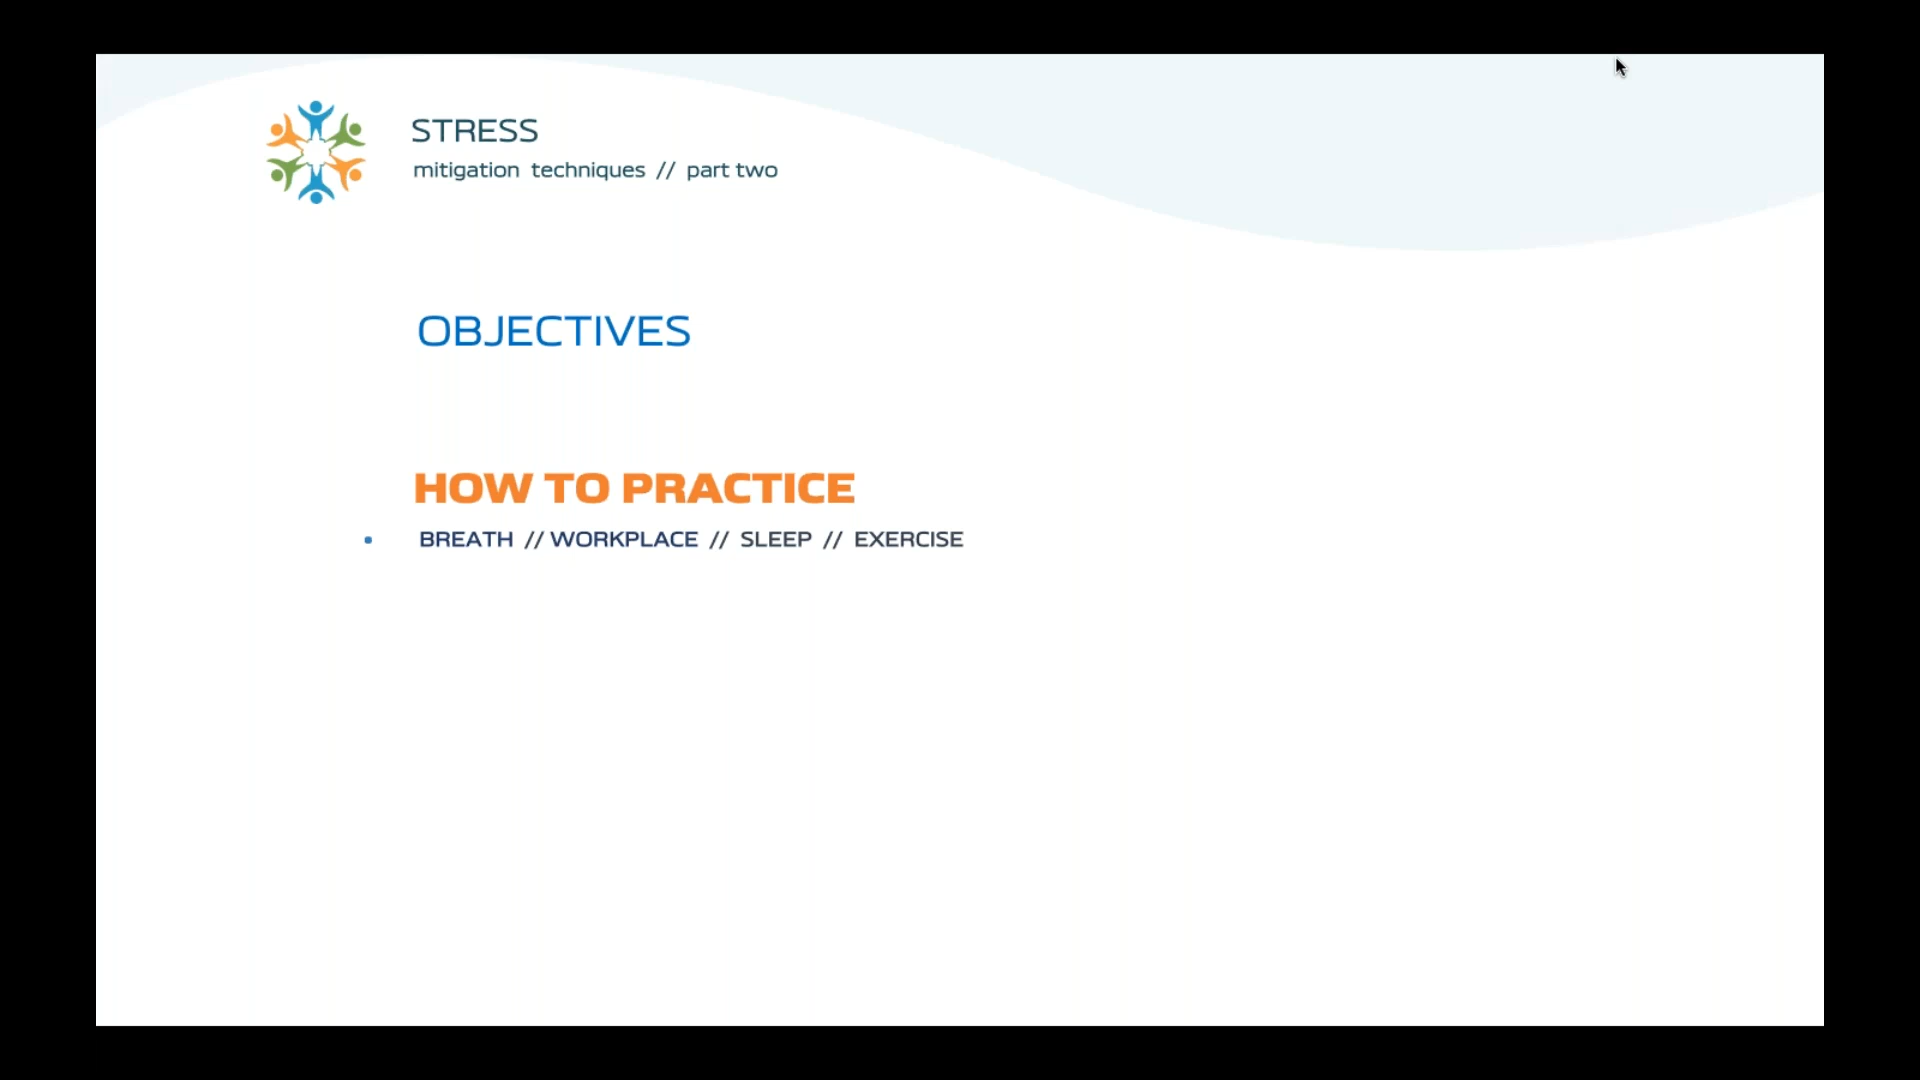 STRESS
mitigation techniques // part two
OBJECTIVES
HOW TO PRACTICE
• BREATH // WORKPLACE // SLEEP // EXERCISE